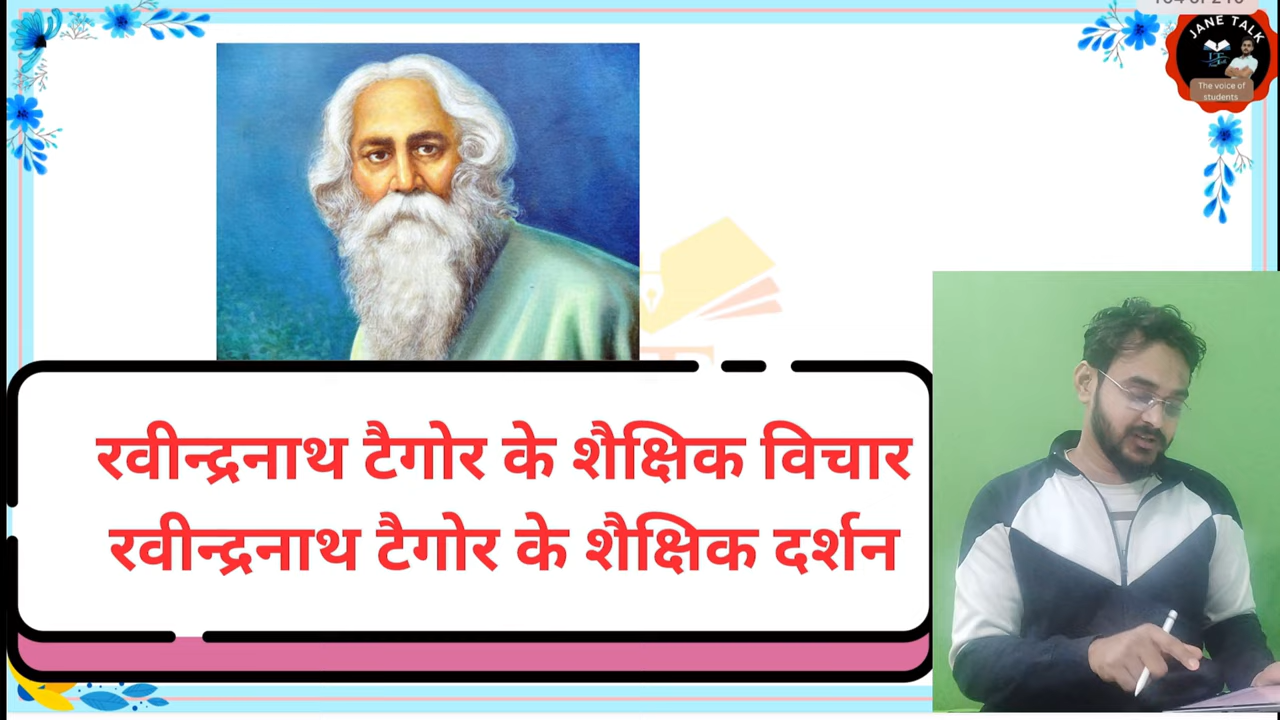 JANE TALK
The voice of
students
रवीन्द्रनाथ टैगोर के शैक्षिक विचार
रवीन्द्रनाथ टैगोर के शैक्षिक दर्शन